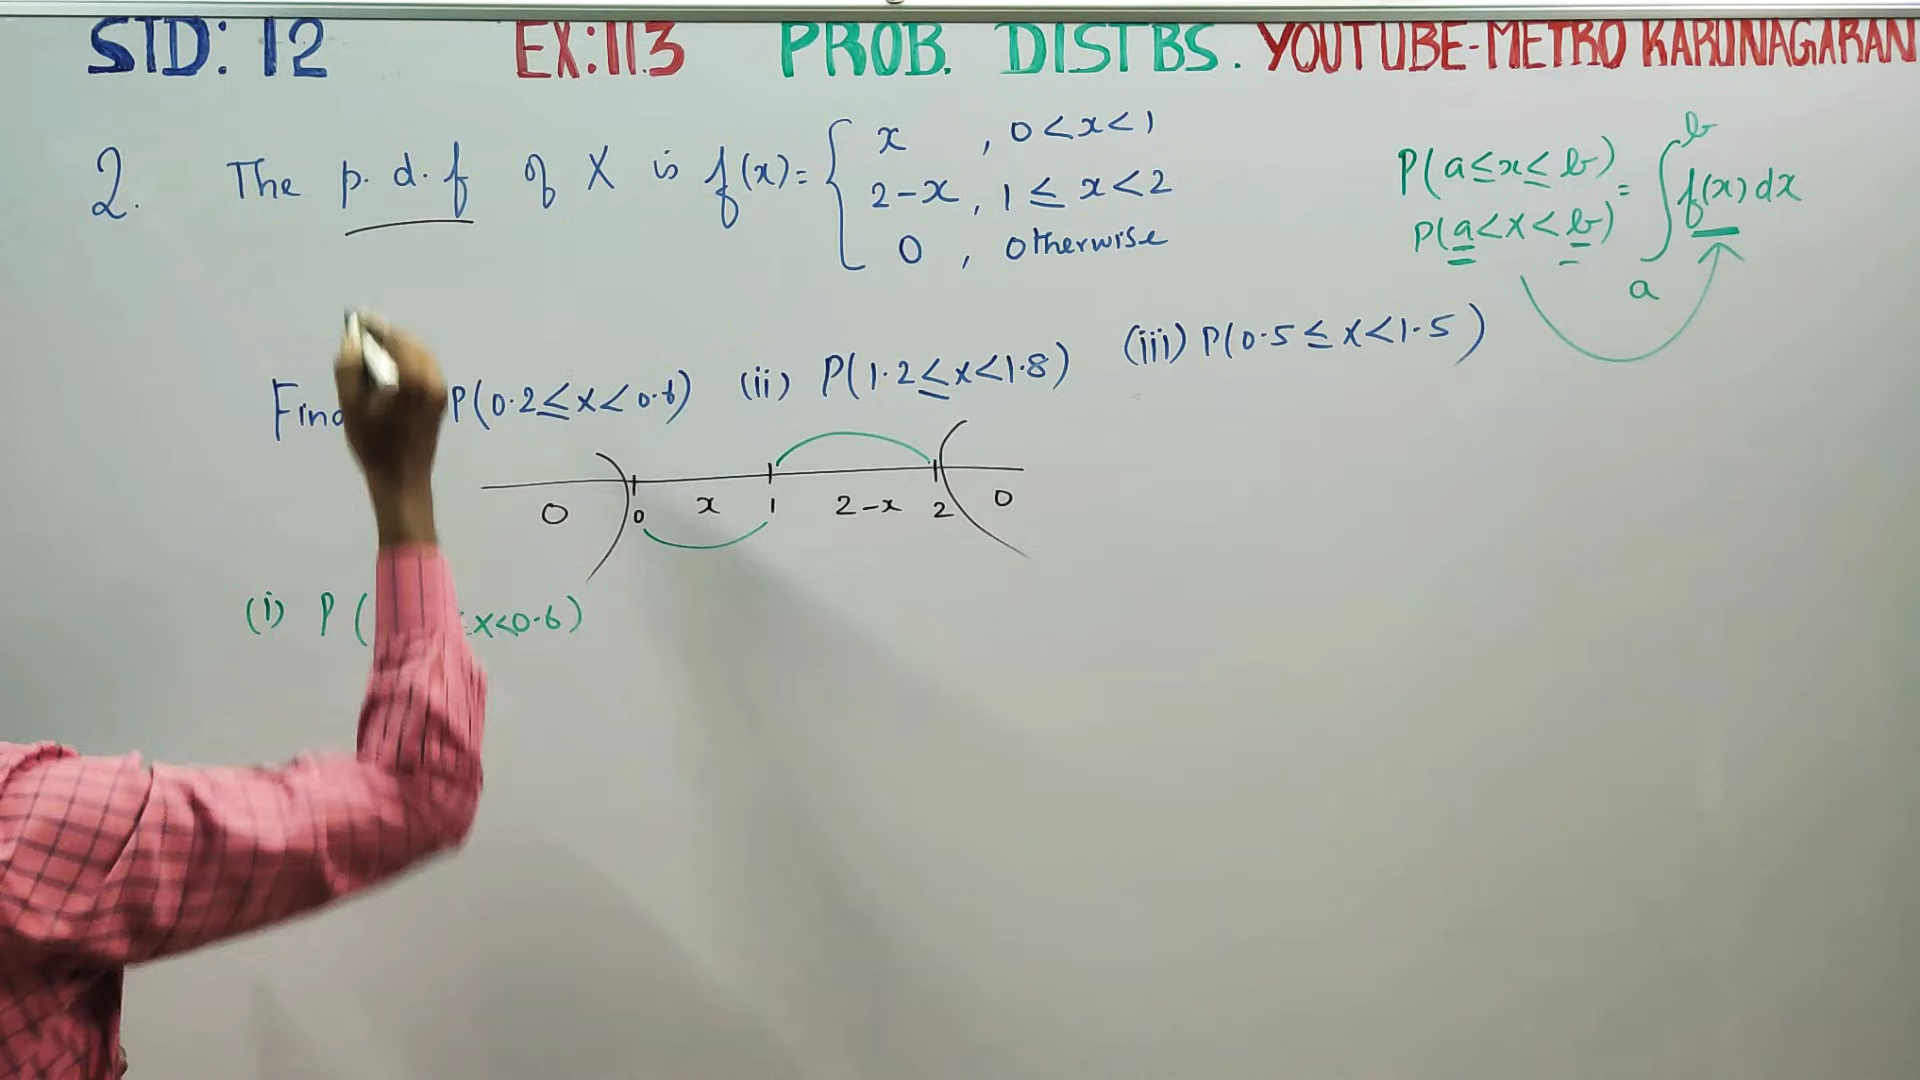 STD: 12 EX:11.3 PROB. DISTBS. YOUTUBE-METRO KARUNAGARAN
2. The p.d.f of X is f(x)= { x , 0<x<1
2-x, 1≤x<2
0 , otherwise
P(a≤x≤b)
P(a<X<b) = ∫ₐᵇ f(x)dx
Find P(0.2≤x<0.6) (ii) P(1.2≤x<1.8) (iii) P(0.5≤x<1.5)
0 0 x 1 2-x 2 0
(i) P( x<0.6)